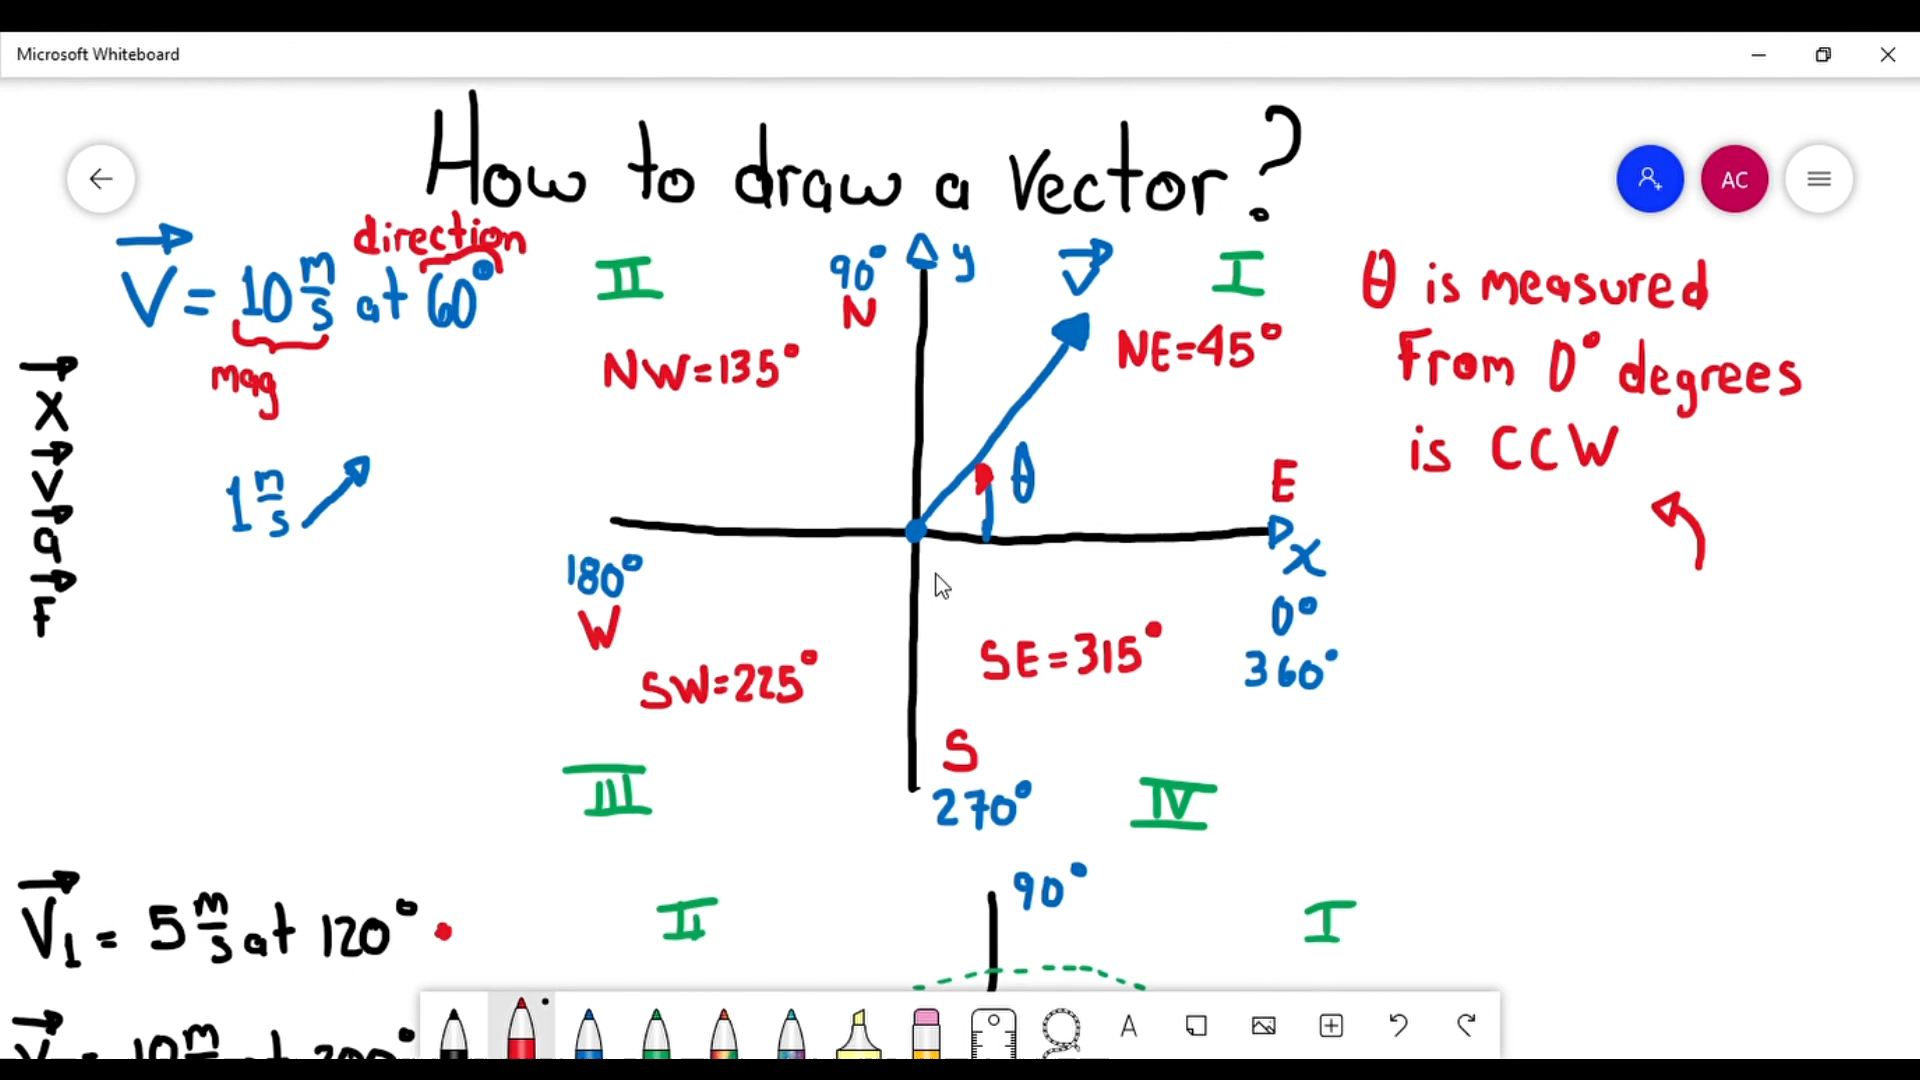 Microsoft Whiteboard
How to draw a Vector?
AC
direction
V = 10 m/s at 60°
mag
1 m/s
X
V
a
F
II
90°
N
y
V
I
NW=135°
NE=45°
θ
E
X
0°
360°
180°
W
SW=225°
SE=315°
S
270°
III
IV
θ is measured
From 0° degrees
is CCW
V1 = 5 m/s at 120°
II
90°
I
= 10 m at